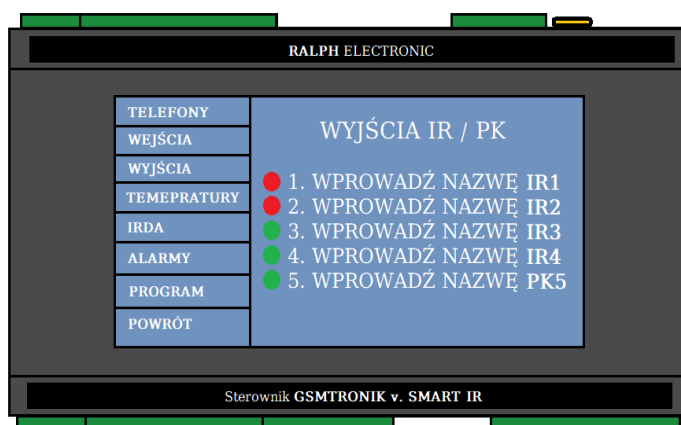 RALPH ELECTRONIC
TELEFONY
WEJŚCIA
WYJŚCIA
TEMEPRATURY
IRDA
ALARMY
PROGRAM
POWRÓT
WYJŚCIA IR / PK
1. WPROWADŹ NAZWĘ IR1
2. WPROWADŹ NAZWĘ IR2
3. WPROWADŹ NAZWĘ IR3
4. WPROWADŹ NAZWĘ IR4
5. WPROWADŹ NAZWĘ PK5
Sterownik GSMTRONIK v. SMART IR